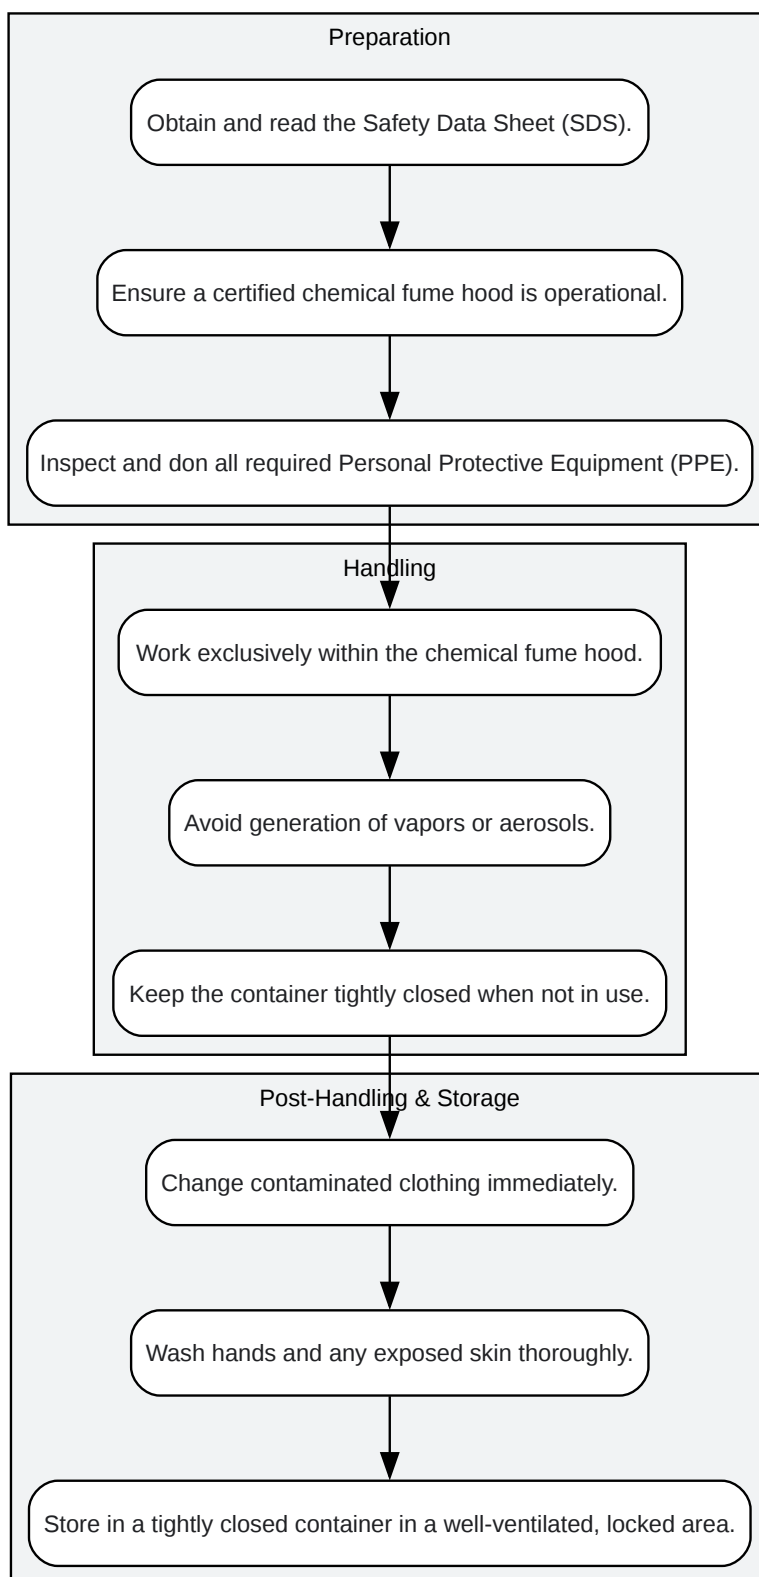 Preparation
Obtain and read the Safety Data Sheet (SDS).
Ensure a certified chemical fume hood is operational.
Inspect and don all required Personal Protective Equipment (PPE).
Handling
Work exclusively within the chemical fume hood.
Avoid generation of vapors or aerosols.
Keep the container tightly closed when not in use.
Post-Handling & Storage
Change contaminated clothing immediately.
Wash hands and any exposed skin thoroughly.
Store in a tightly closed container in a well-ventilated, locked area.